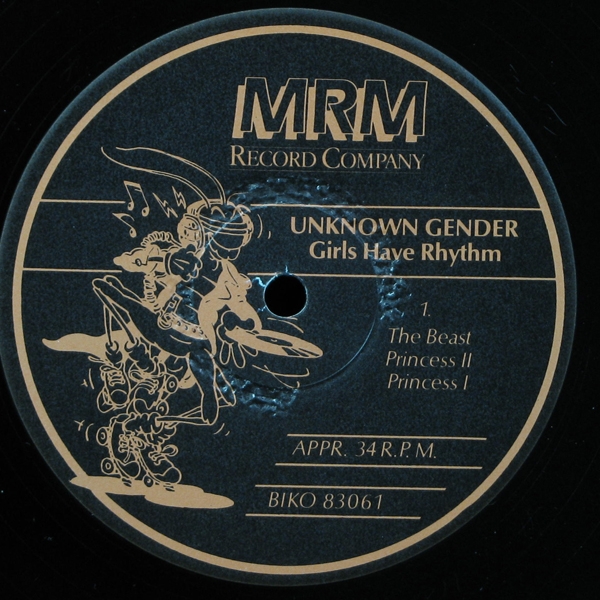 MRM
RECORD COMPANY
UNKNOWN GENDER
Girls Have Rhythm
1.
The Beast
Princess II
Princess I
APPR. 34 R.P.M.
BIKO 83061